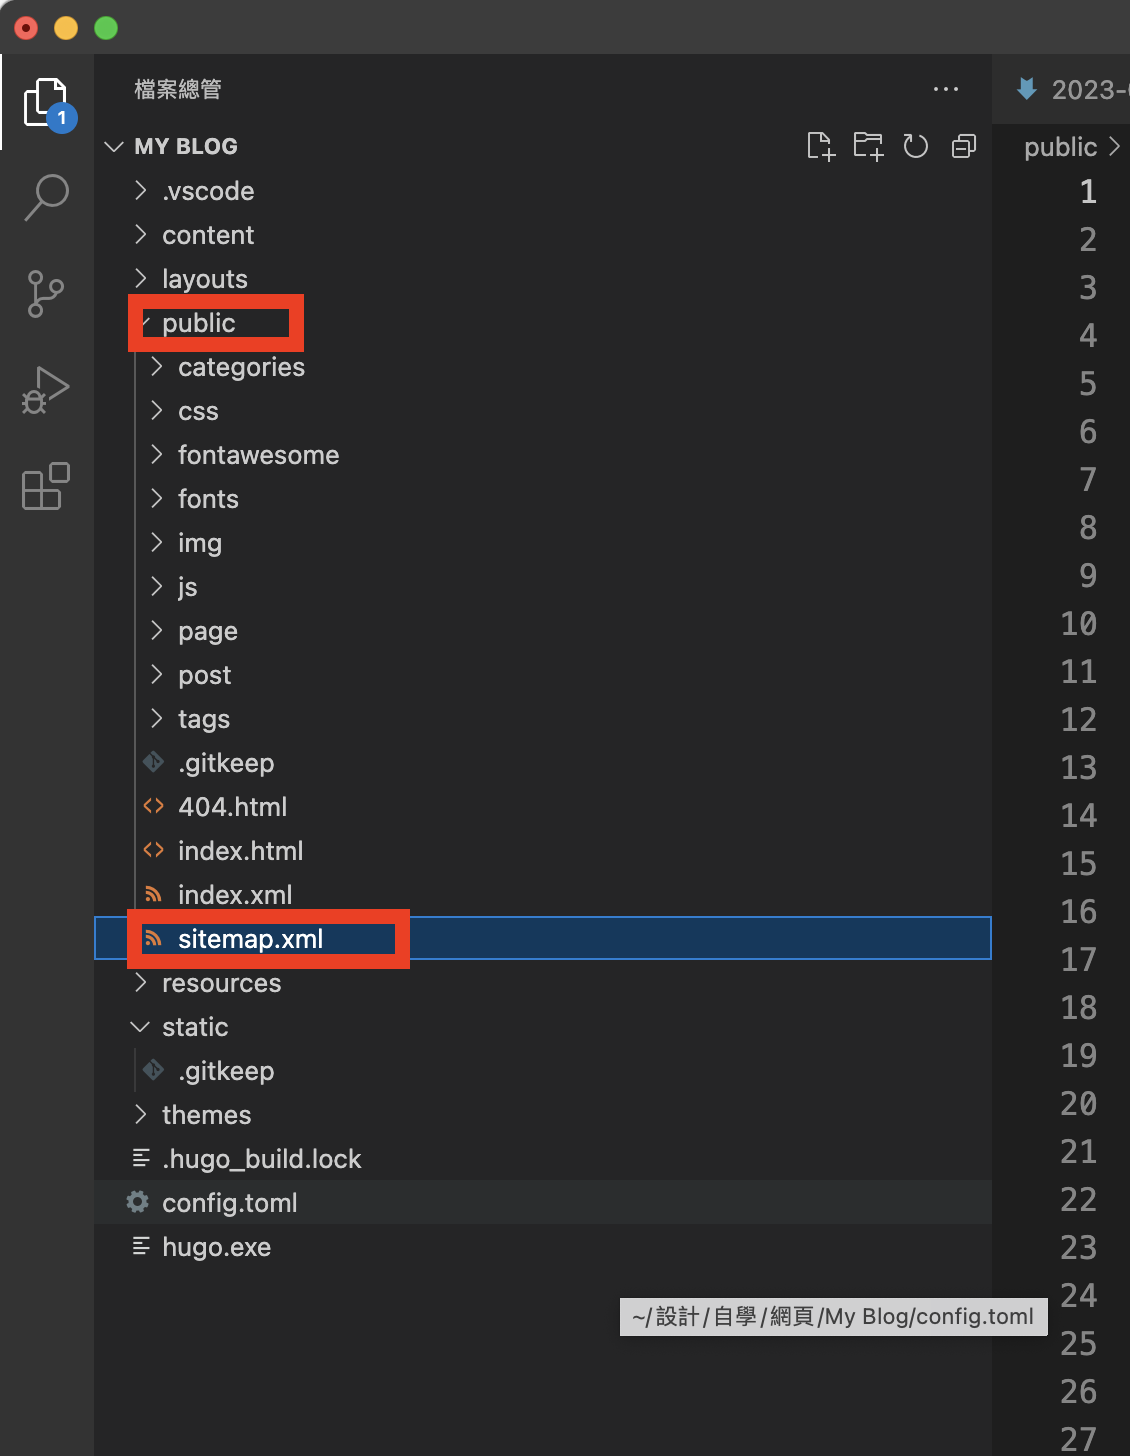 檔案總管
2023-
1
MY BLOG
public
.vscode
content
layouts
public
categories
css
fontawesome
fonts
img
js
page
post
tags
.gitkeep
404.html
index.html
index.xml
sitemap.xml
resources
static
.gitkeep
themes
.hugo_build.lock
config.toml
hugo.exe
~/設計/自學/網頁/My Blog/config.toml
1
2
3
4
5
6
7
8
9
10
11
12
13
14
15
16
17
18
19
20
21
22
23
24
25
26
27